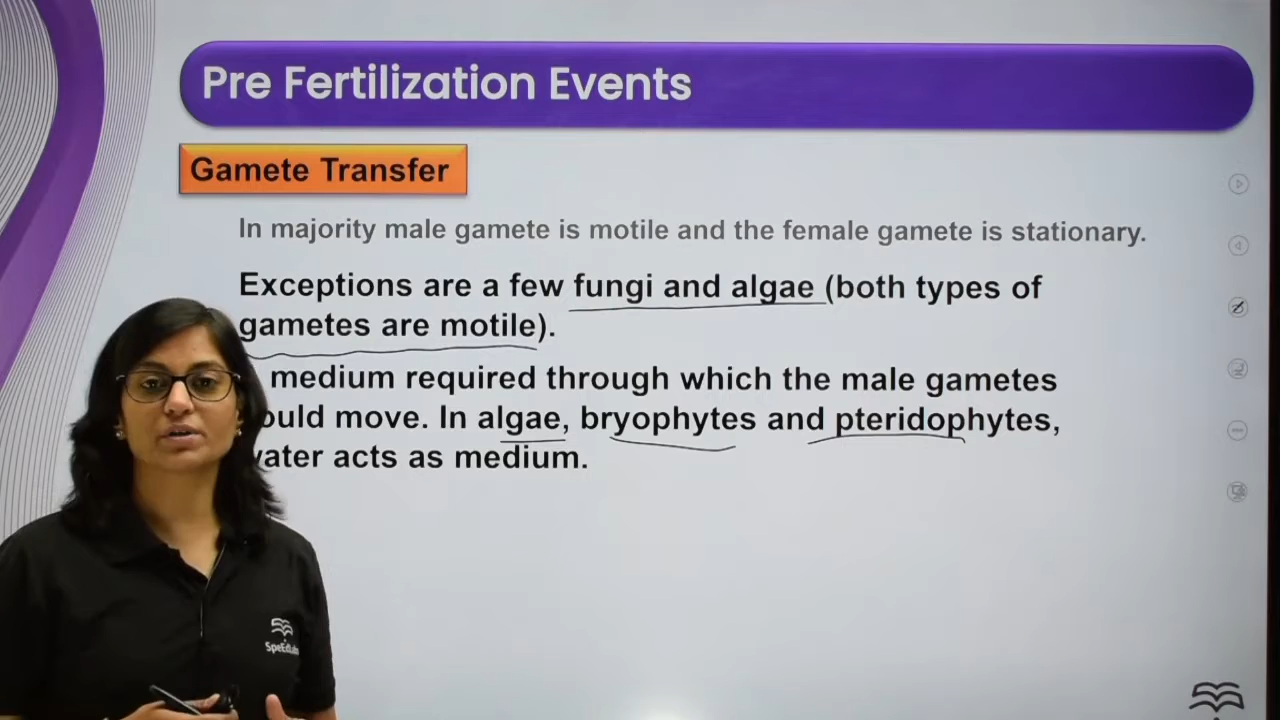 Pre Fertilization Events
Gamete Transfer
In majority male gamete is motile and the female gamete is stationary.
Exceptions are a few fungi and algae (both types of
gametes are motile).
medium required through which the male gametes
ould move. In algae, bryophytes and pteridophytes,
ater acts as medium.
SpeEdLabs